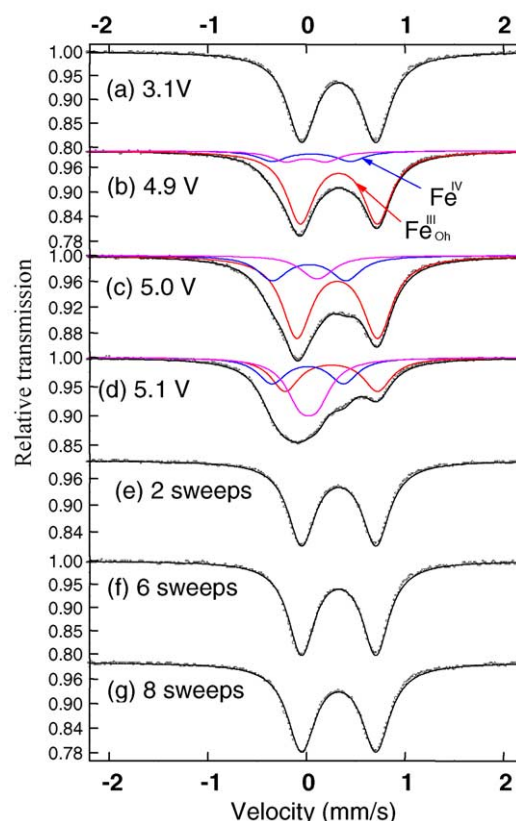 -2 -1 0 1 2
1.00
0.95
0.90
0.85
0.80
(a) 3.1V
0.96
0.90
0.84
0.78
(b) 4.9 V
Fe^IV
Fe^III_Oh
1.00
0.96
0.92
0.88
(c) 5.0 V
1.00
0.95
0.90
0.85
(d) 5.1 V
Relative transmission
0.96
0.90
0.84
(e) 2 sweeps
1.00
0.95
0.90
0.85
0.80
(f) 6 sweeps
0.96
0.90
0.84
0.78
(g) 8 sweeps
-2 -1 0 1 2
Velocity (mm/s)